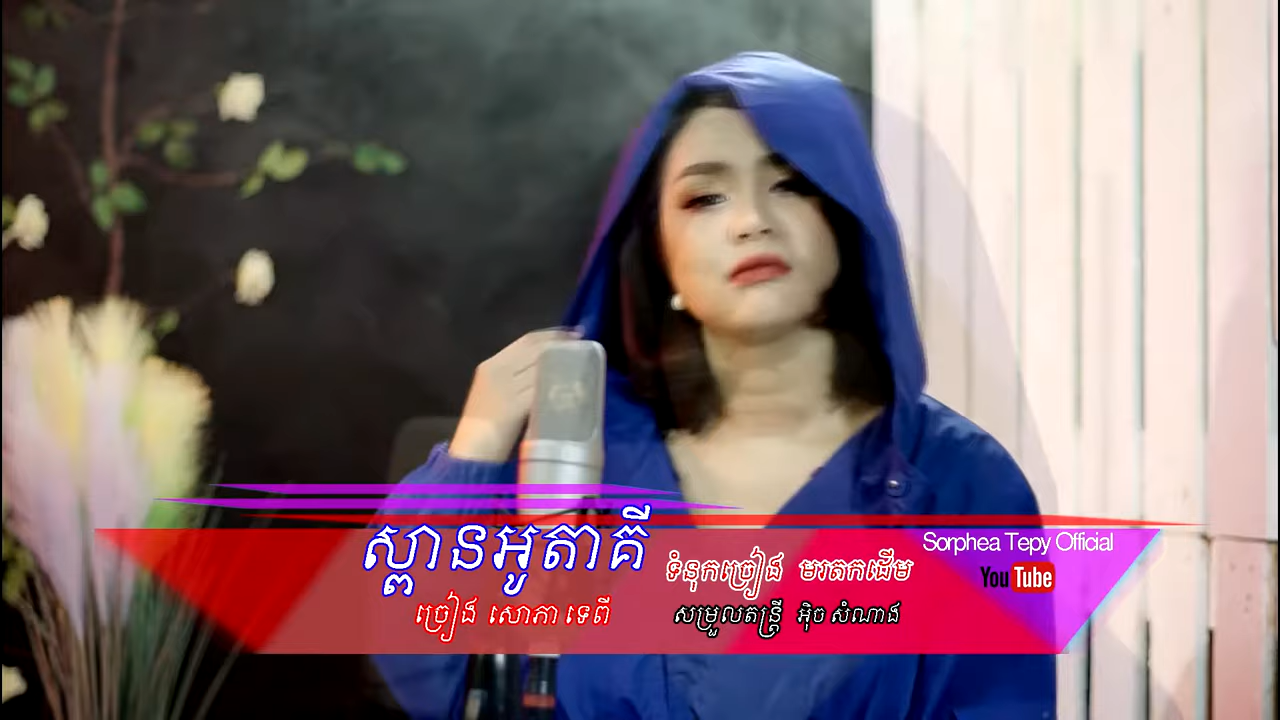 ស្ពានអូតាគី
ច្រៀង សោភា ទេពី
ទំនុកច្រៀង មរតកដើម
សម្រួលតន្ត្រី អ៊ិច សំណាង
Sorphea Tepy Official
YouTube